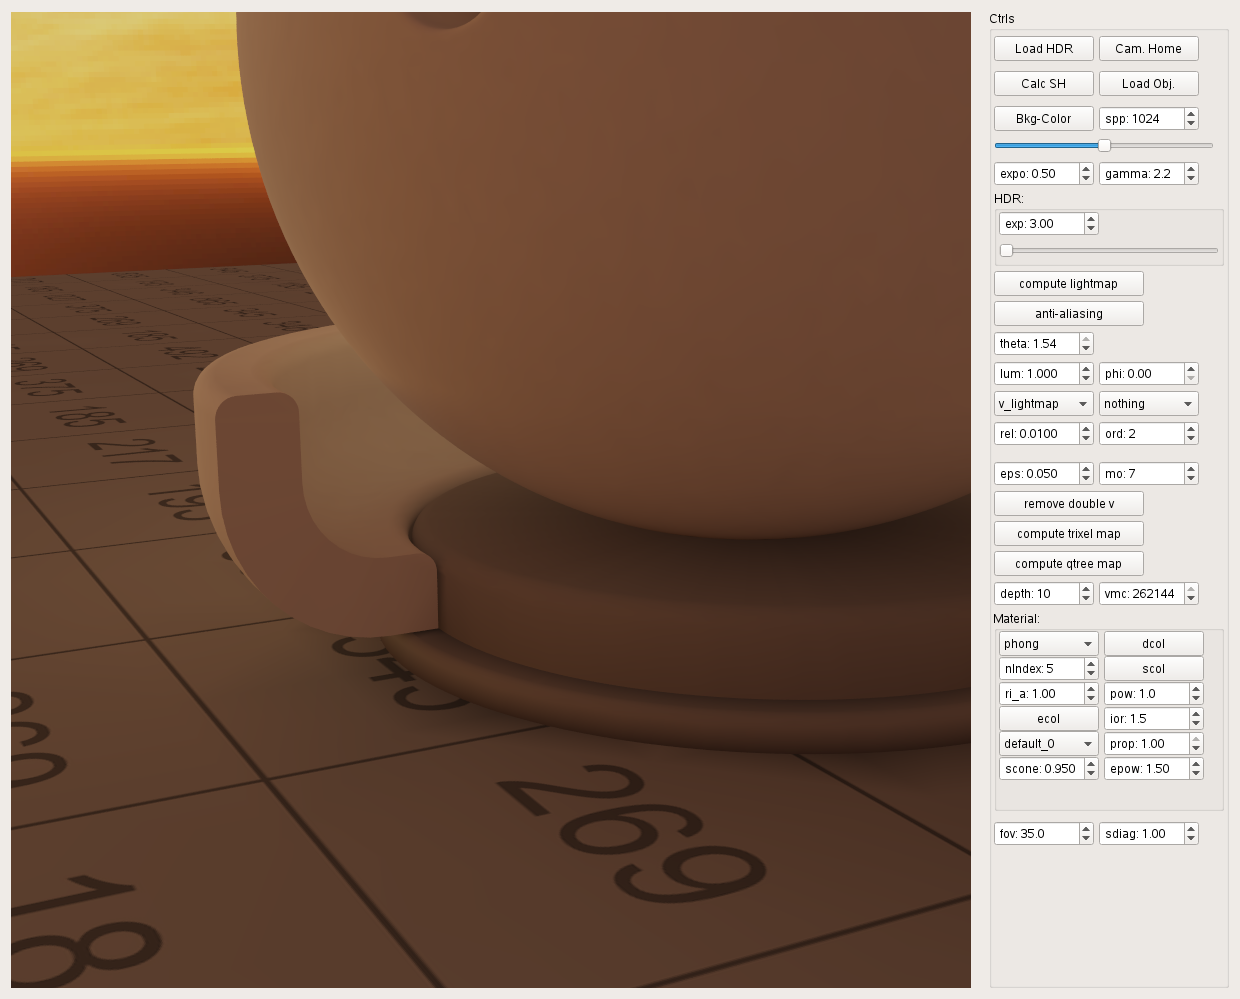 Ctrls
Load HDR Cam. Home
Calc SH Load Obj.
Bkg-Color spp: 1024
expo: 0.50 gamma: 2.2
HDR:
exp: 3.00
compute lightmap
anti-aliasing
theta: 1.54
lum: 1.000 phi: 0.00
v_lightmap nothing
rel: 0.0100 ord: 2
eps: 0.050 mo: 7
remove double v
compute trixel map
compute qtree map
depth: 10 vmc: 262144
Material:
phong dcol
nIndex: 5 scol
ri_a: 1.00 pow: 1.0
ecol ior: 1.5
default_0 prop: 1.00
scone: 0.950 epow: 1.50
fov: 35.0 sdiag: 1.00
375
185
217
195
545
269
18